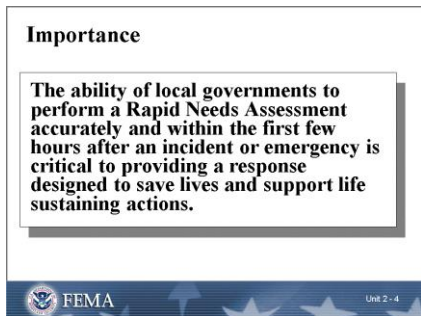 Importance
The ability of local governments to
perform a Rapid Needs Assessment
accurately and within the first few
hours after an incident or emergency is
critical to providing a response
designed to save lives and support life
sustaining actions.
FEMA
Unit 2 - 4